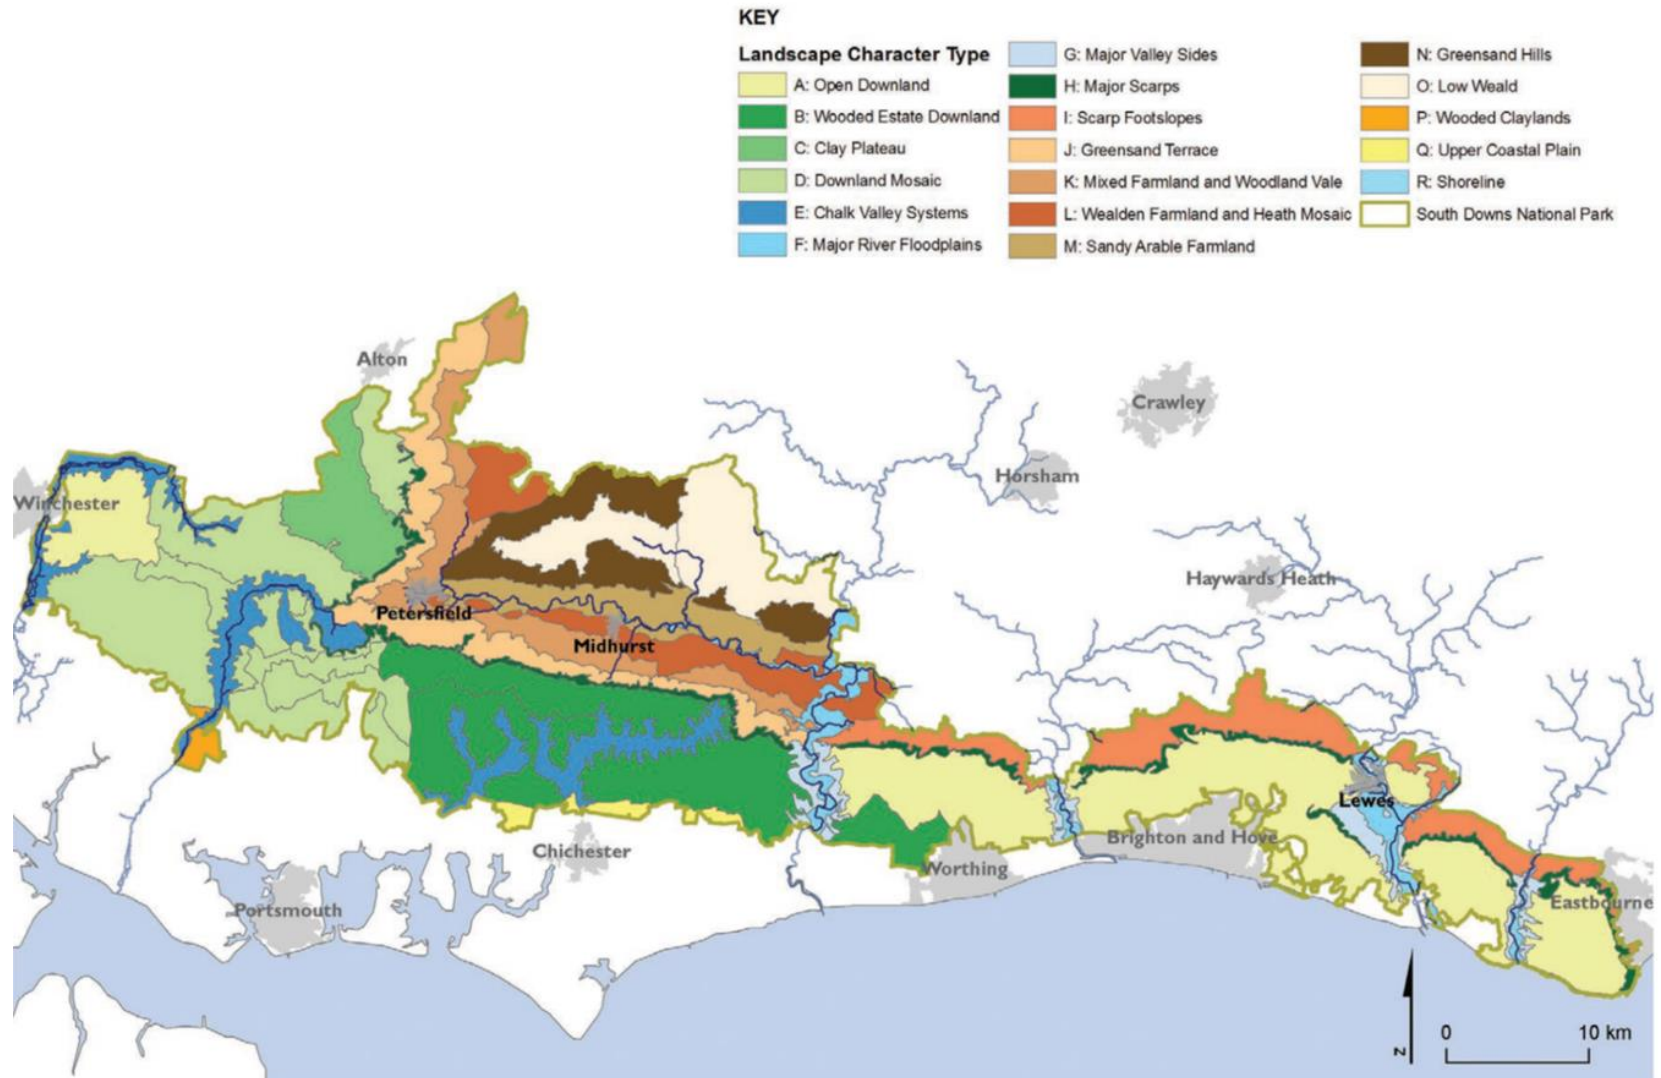 KEY
Landscape Character Type
A: Open Downland
B: Wooded Estate Downland
C: Clay Plateau
D: Downland Mosaic
E: Chalk Valley Systems
F: Major River Floodplains
G: Major Valley Sides
H: Major Scarps
I: Scarp Footslopes
J: Greensand Terrace
K: Mixed Farmland and Woodland Vale
L: Wealden Farmland and Heath Mosaic
M: Sandy Arable Farmland
N: Greensand Hills
O: Low Weald
P: Wooded Claylands
Q: Upper Coastal Plain
R: Shoreline
South Downs National Park
Alton
Crawley
Horsham
Winchester
Haywards Heath
Petersfield
Midhurst
Lewes
Brighton and Hove
Chichester
Worthing
Portsmouth
Eastbourne
N
0 10 km